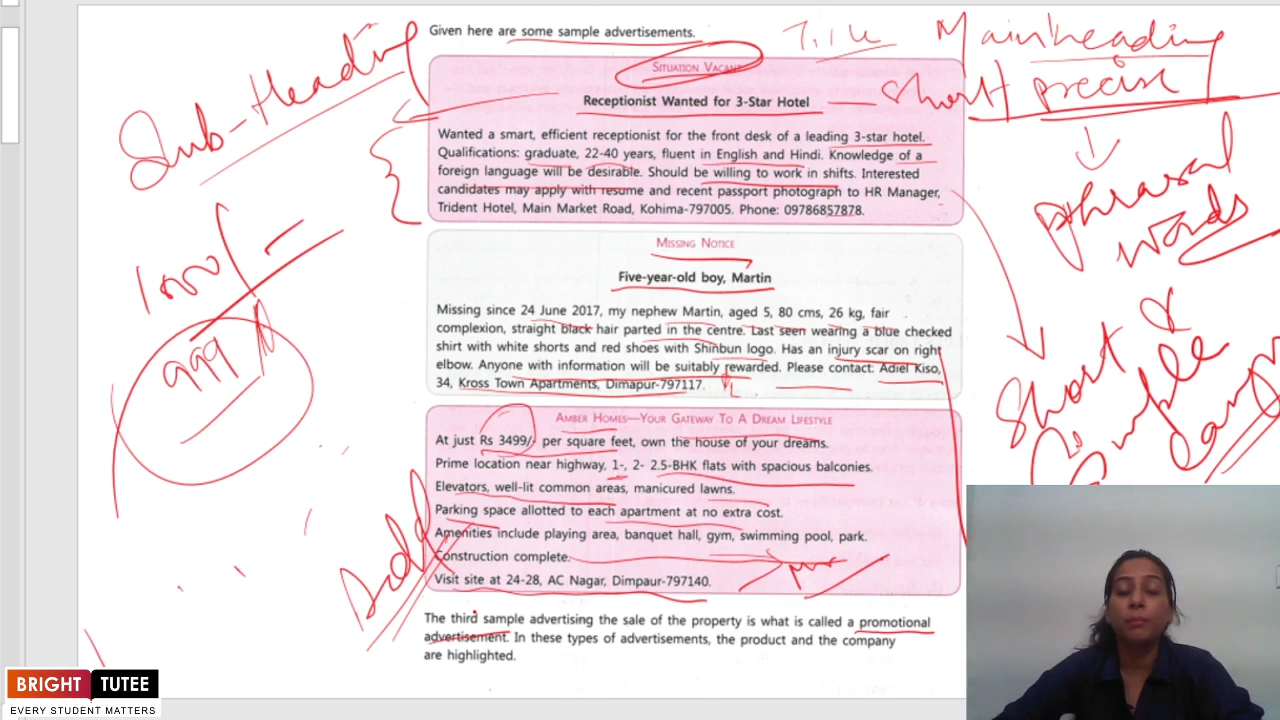 Given here are some sample advertisements.
Title Mainheading
Short precise
Sub-Heading
SITUATION VACANT
Receptionist Wanted for 3-Star Hotel
Wanted a smart, efficient receptionist for the front desk of a leading 3-star hotel.
Qualifications: graduate, 22-40 years, fluent in English and Hindi. Knowledge of a
foreign language will be desirable. Should be willing to work in shifts. Interested
candidates may apply with resume and recent passport photograph to HR Manager,
Trident Hotel, Main Market Road, Kohima-797005. Phone: 09786857878.
phrasal
words
1000/-
999/
MISSING NOTICE
Five-year-old boy, Martin
Missing since 24 June 2017, my nephew Martin, aged 5, 80 cms, 26 kg, fair
complexion, straight black hair parted in the centre. Last seen wearing a blue checked
shirt with white shorts and red shoes with Shinbun logo. Has an injury scar on right
elbow. Anyone with information will be suitably rewarded. Please contact: Adiel Kiso,
34, Kross Town Apartments, Dimapur-797117.
Short &
Simple
AMBER HOMES—YOUR GATEWAY TO A DREAM LIFESTYLE
At just Rs 3499/- per square feet, own the house of your dreams.
Prime location near highway, 1-, 2- 2.5-BHK flats with spacious balconies.
Elevators, well-lit common areas, manicured lawns.
Parking space allotted to each apartment at no extra cost.
Amenities include playing area, banquet hall, gym, swimming pool, park.
Construction complete.
Visit site at 24-28, AC Nagar, Dimpaur-797140.
The third sample advertising the sale of the property is what is called a promotional
advertisement. In these types of advertisements, the product and the company
are highlighted.
BRIGHT TUTEE
EVERY STUDENT MATTERS